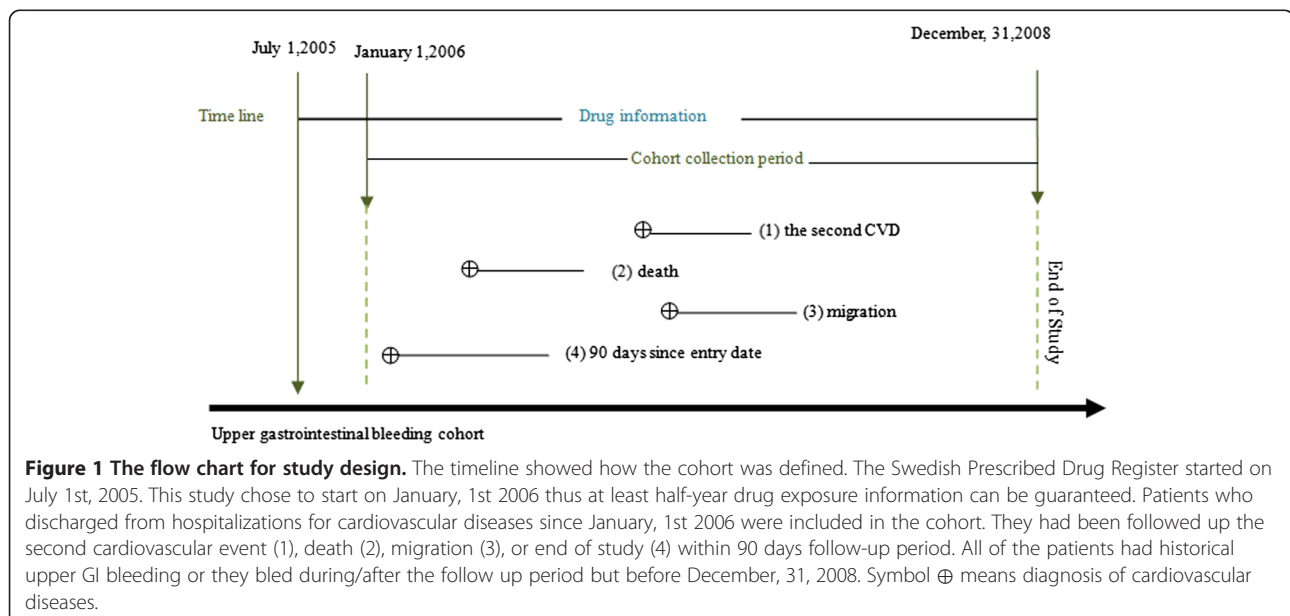 July 1,2005
January 1,2006
December, 31,2008
Time line
Drug information
Cohort collection period
(1) the second CVD
(2) death
(3) migration
(4) 90 days since entry date
End of Study
Upper gastrointestinal bleeding cohort
Figure 1 The flow chart for study design. The timeline showed how the cohort was defined. The Swedish Prescribed Drug Register started on
July 1st, 2005. This study chose to start on January, 1st 2006 thus at least half-year drug exposure information can be guaranteed. Patients who
discharged from hospitalizations for cardiovascular diseases since January, 1st 2006 were included in the cohort. They had been followed up the
second cardiovascular event (1), death (2), migration (3), or end of study (4) within 90 days follow-up period. All of the patients had historical
upper GI bleeding or they bled during/after the follow up period but before December, 31, 2008. Symbol ⊕ means diagnosis of cardiovascular
diseases.